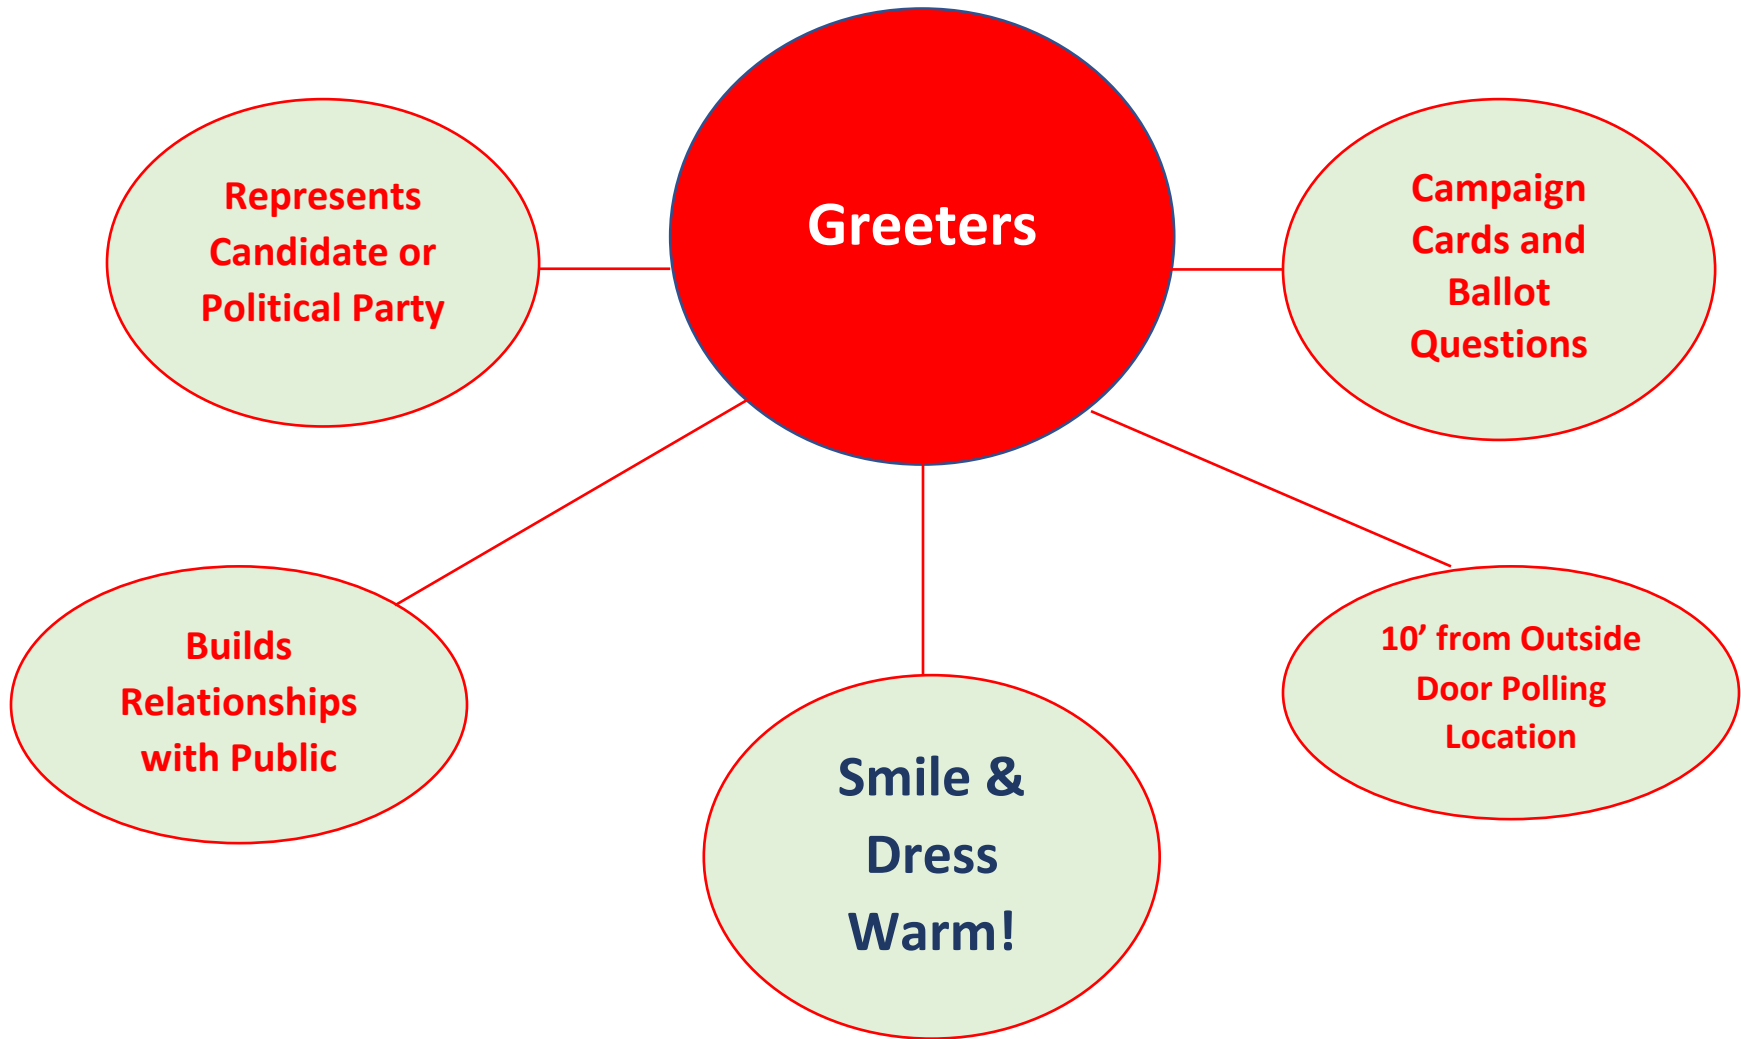 Greeters
Represents
Candidate or
Political Party
Campaign
Cards and
Ballot
Questions
Builds
Relationships
with Public
Smile &
Dress
Warm!
10’ from Outside
Door Polling
Location